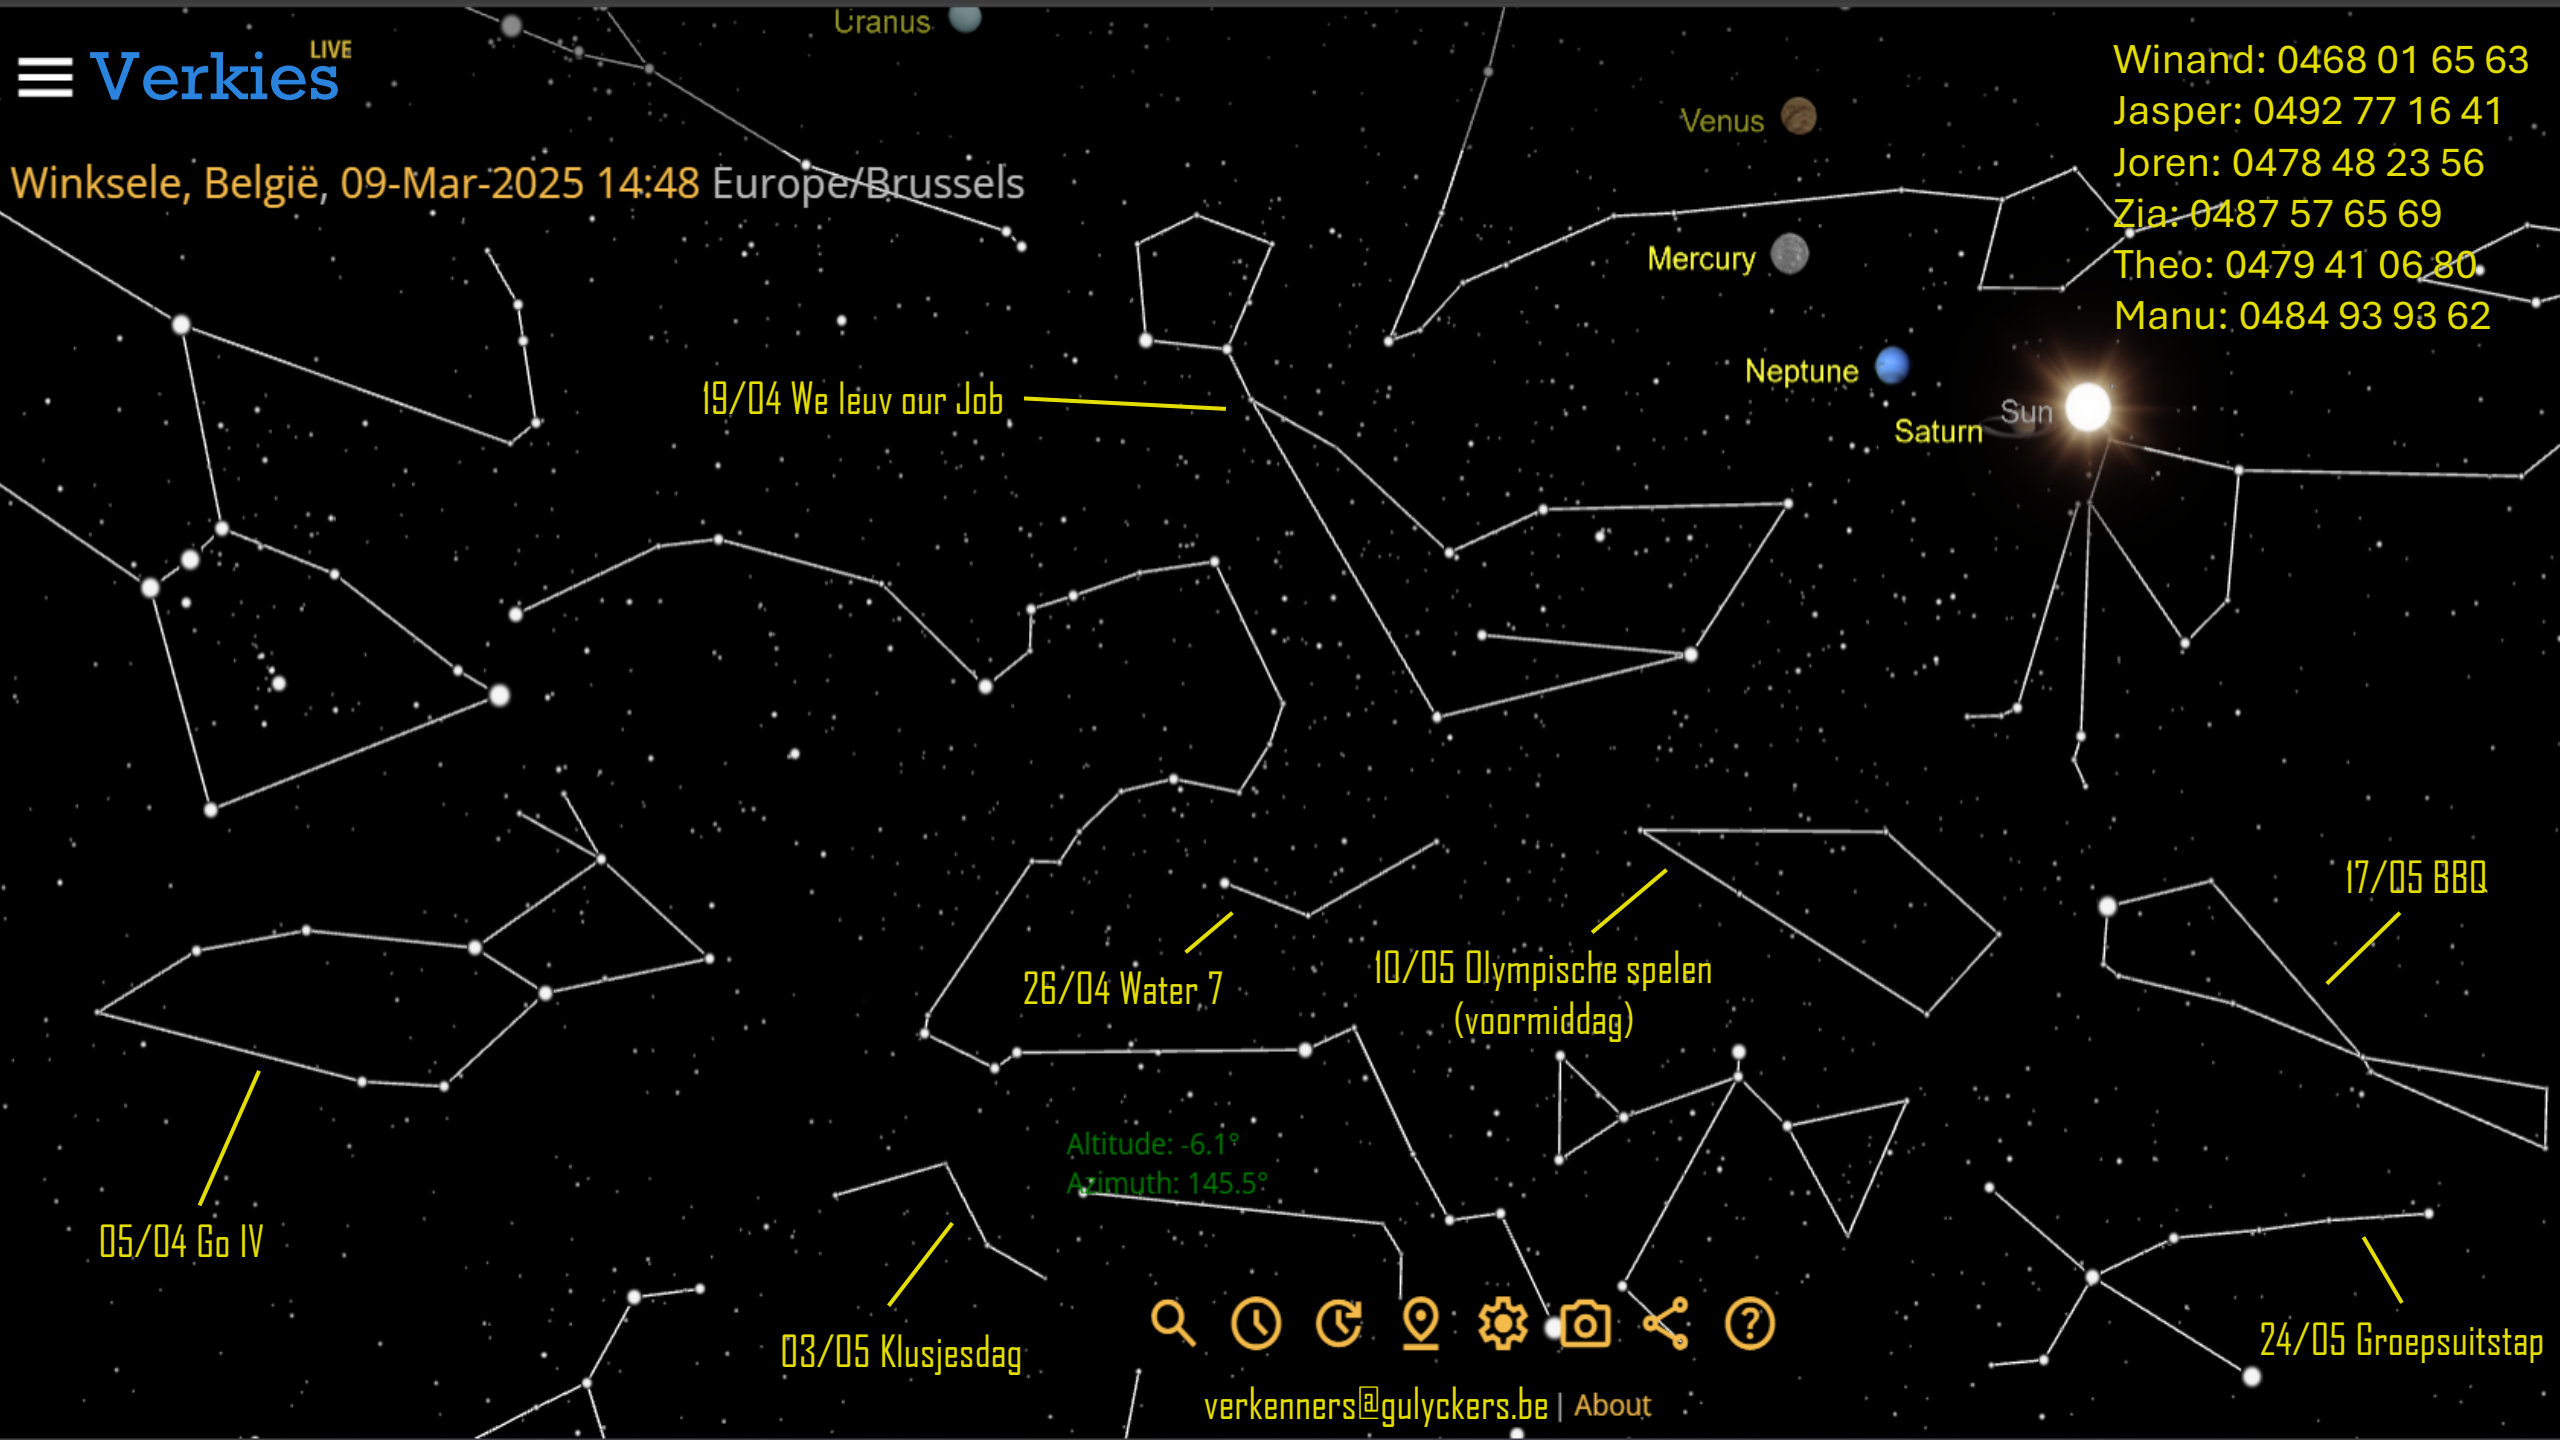 Uranus
Verkies LIVE
Winksele, België, 09-Mar-2025 14:48 Europe/Brussels
Winand: 0468 01 65 63
Jasper: 0492 77 16 41
Joren: 0478 48 23 56
Zia: 0487 57 65 69
Theo: 0479 41 06 80
Manu: 0484 93 93 62
Venus
Mercury
Neptune
Sun
Saturn
19/04 We leuv our Job
17/05 BBQ
26/04 Water 7
10/05 Olympische spelen
(voormiddag)
Altitude: -6.1°
Azimuth: 145.5°
05/04 Go IV
03/05 Klusjesdag
24/05 Groepsuitstap
verkenners@gulyckers.be | About